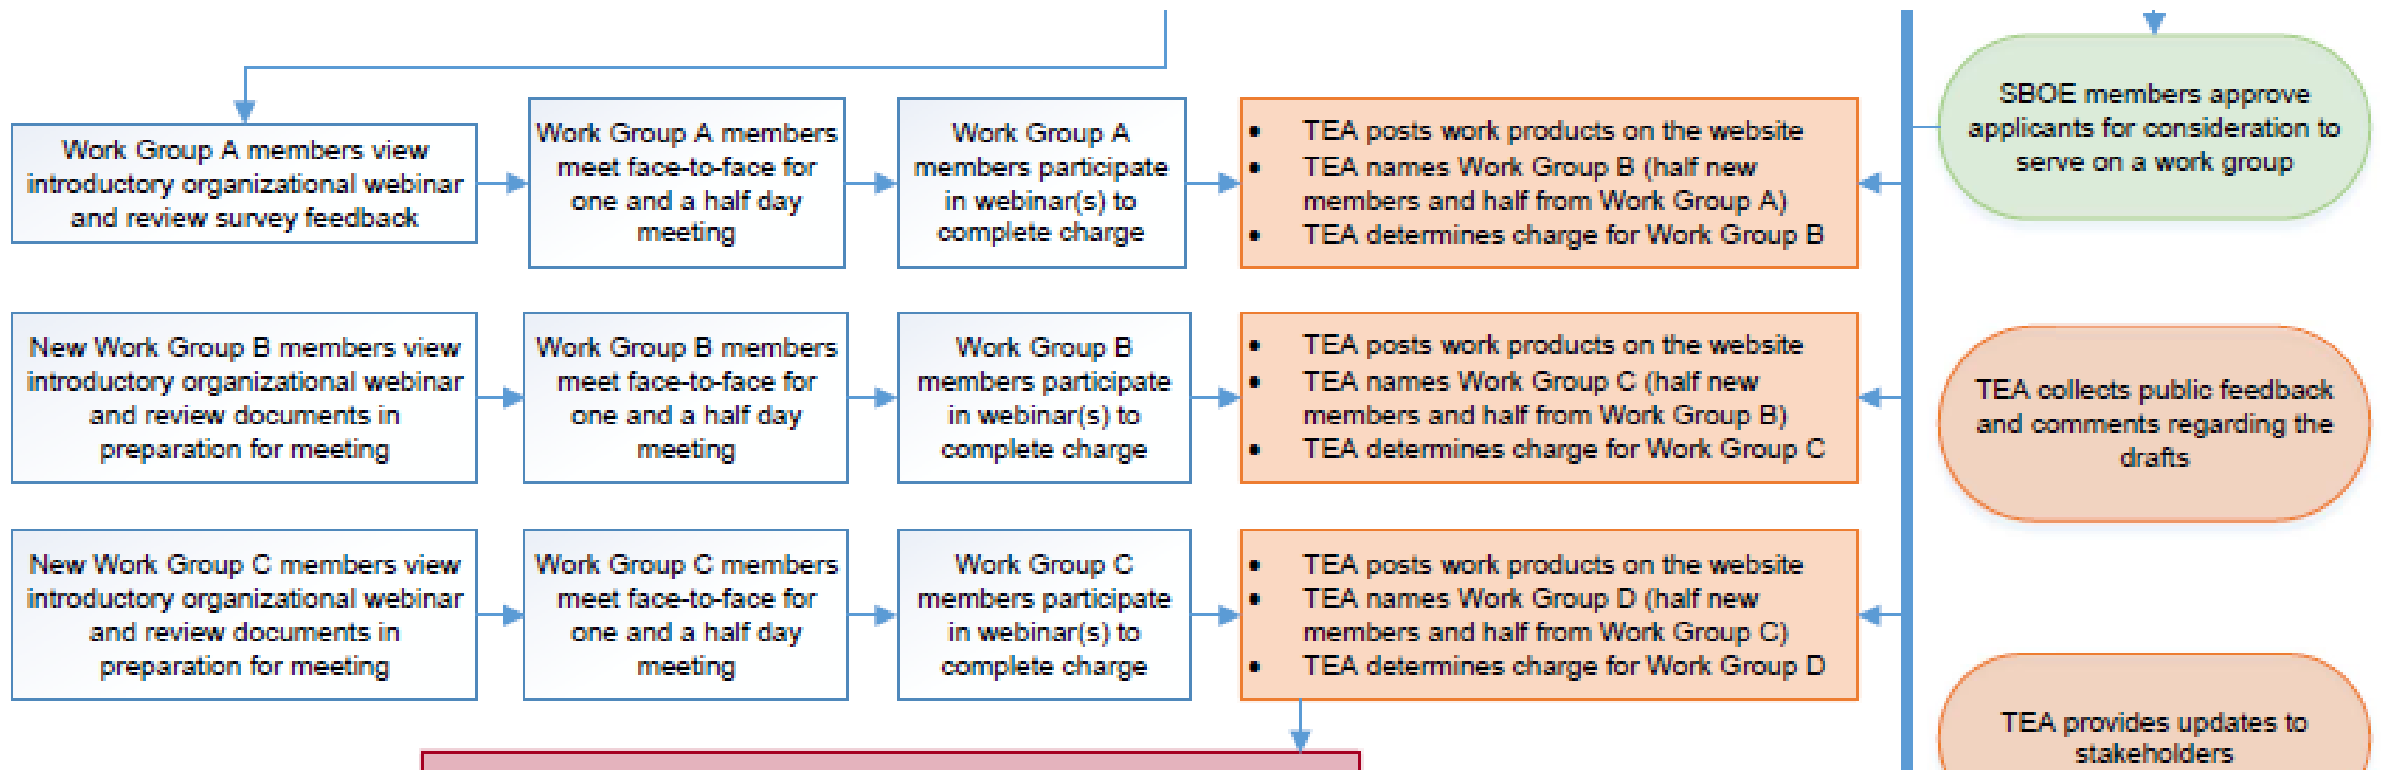 Work Group A members view
introductory organizational webinar
and review survey feedback
Work Group A members
meet face-to-face for
one and a half day
meeting
Work Group A
members participate
in webinar(s) to
complete charge
• TEA posts work products on the website
• TEA names Work Group B (half new
members and half from Work Group A)
• TEA determines charge for Work Group B
SBOE members approve
applicants for consideration to
serve on a work group
New Work Group B members view
introductory organizational webinar
and review documents in
preparation for meeting
Work Group B members
meet face-to-face for
one and a half day
meeting
Work Group B
members participate
in webinar(s) to
complete charge
• TEA posts work products on the website
• TEA names Work Group C (half new
members and half from Work Group B)
• TEA determines charge for Work Group C
TEA collects public feedback
and comments regarding the
drafts
New Work Group C members view
introductory organizational webinar
and review documents in
preparation for meeting
Work Group C members
meet face-to-face for
one and a half day
meeting
Work Group C
members participate
in webinar(s) to
complete charge
• TEA posts work products on the website
• TEA names Work Group D (half new
members and half from Work Group C)
• TEA determines charge for Work Group D
TEA provides updates to
stakeholders